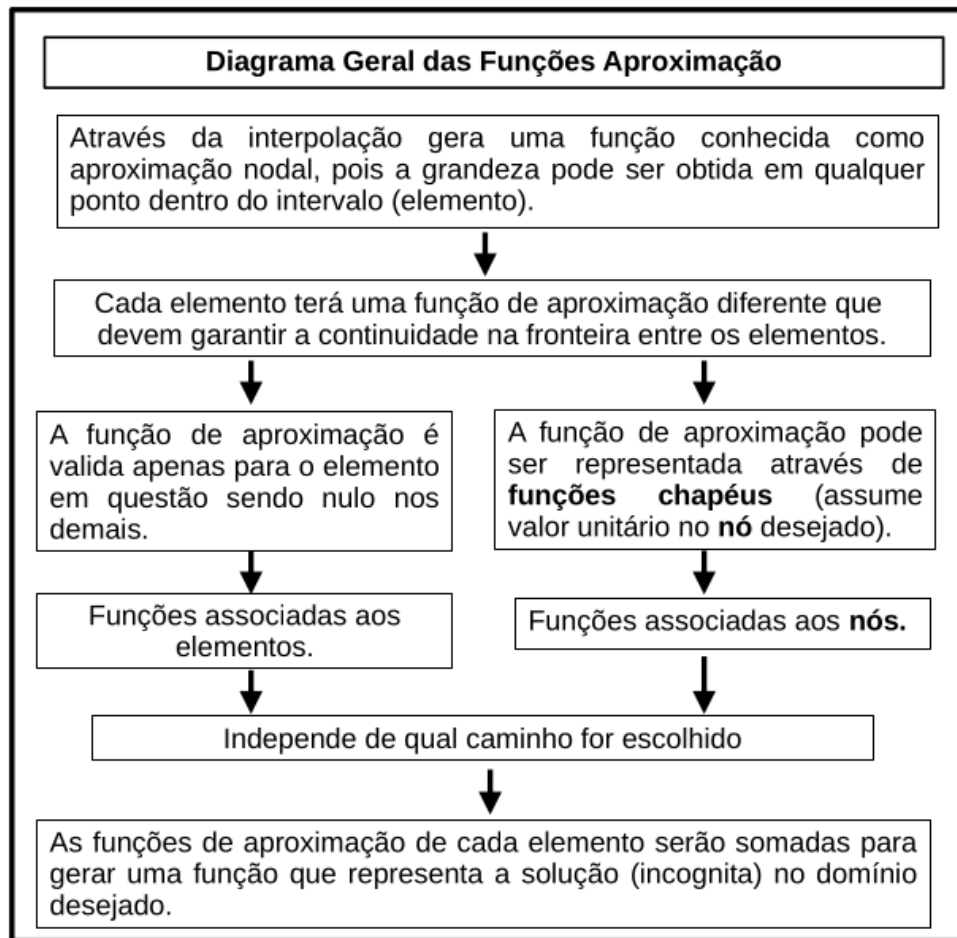 Diagrama Geral das Funções Aproximação
Através da interpolação gera uma função conhecida como
aproximação nodal, pois a grandeza pode ser obtida em qualquer
ponto dentro do intervalo (elemento).
Cada elemento terá uma função de aproximação diferente que
devem garantir a continuidade na fronteira entre os elementos.
A função de aproximação é
valida apenas para o elemento
em questão sendo nulo nos
demais.
A função de aproximação pode
ser representada através de
funções chapéus (assume
valor unitário no nó desejado).
Funções associadas aos
elementos.
Funções associadas aos nós.
Independe de qual caminho for escolhido
As funções de aproximação de cada elemento serão somadas para
gerar uma função que representa a solução (incognita) no domínio
desejado.